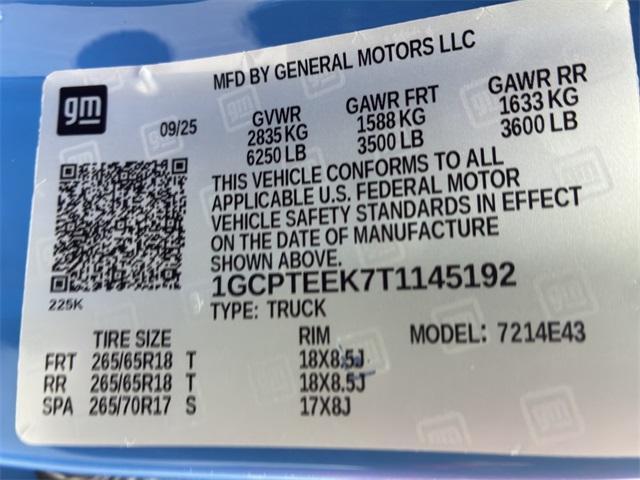 MFD BY GENERAL MOTORS LLC
gm
09/25
GVWR GAWR FRT GAWR RR
2835 KG 1588 KG 1633 KG
6250 LB 3500 LB 3600 LB
THIS VEHICLE CONFORMS TO ALL
APPLICABLE U.S. FEDERAL MOTOR
VEHICLE SAFETY STANDARDS IN EFFECT
ON THE DATE OF MANUFACTURE
SHOWN ABOVE.
1GCPTEEK7T1145192
225K
TYPE: TRUCK
TIRE SIZE RIM MODEL: 7214E43
FRT 265/65R18 T 18X8.5J
RR 265/65R18 T 18X8.5J
SPA 265/70R17 S 17X8J